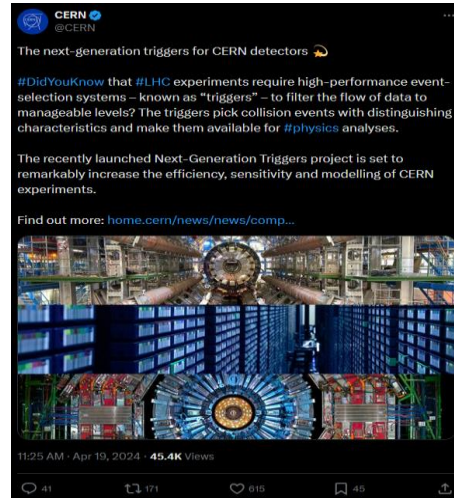 CERN
@CERN
The next-generation triggers for CERN detectors
#DidYouKnow that #LHC experiments require high-performance event-
selection systems – known as “triggers” – to filter the flow of data to
manageable levels? The triggers pick collision events with distinguishing
characteristics and make them available for #physics analyses.
The recently launched Next-Generation Triggers project is set to
remarkably increase the efficiency, sensitivity and modelling of CERN
experiments.
Find out more: home.cern/news/news/comp...
11:25 AM · Apr 19, 2024 · 45.4K Views
41 171 615 45